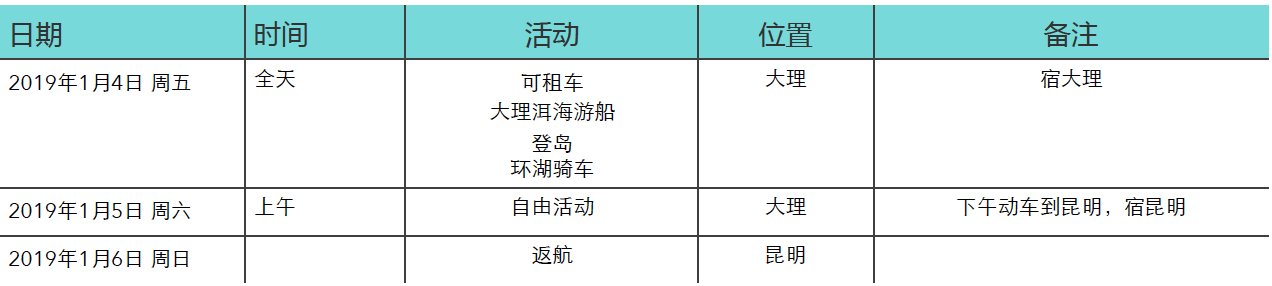 日期 时间 活动 位置 备注
2019年1月4日 周五 全天 可租车 大理 宿大理
大理洱海游船
登岛
环湖骑车
2019年1月5日 周六 上午 自由活动 大理 下午动车到昆明，宿昆明
2019年1月6日 周日 返航 昆明